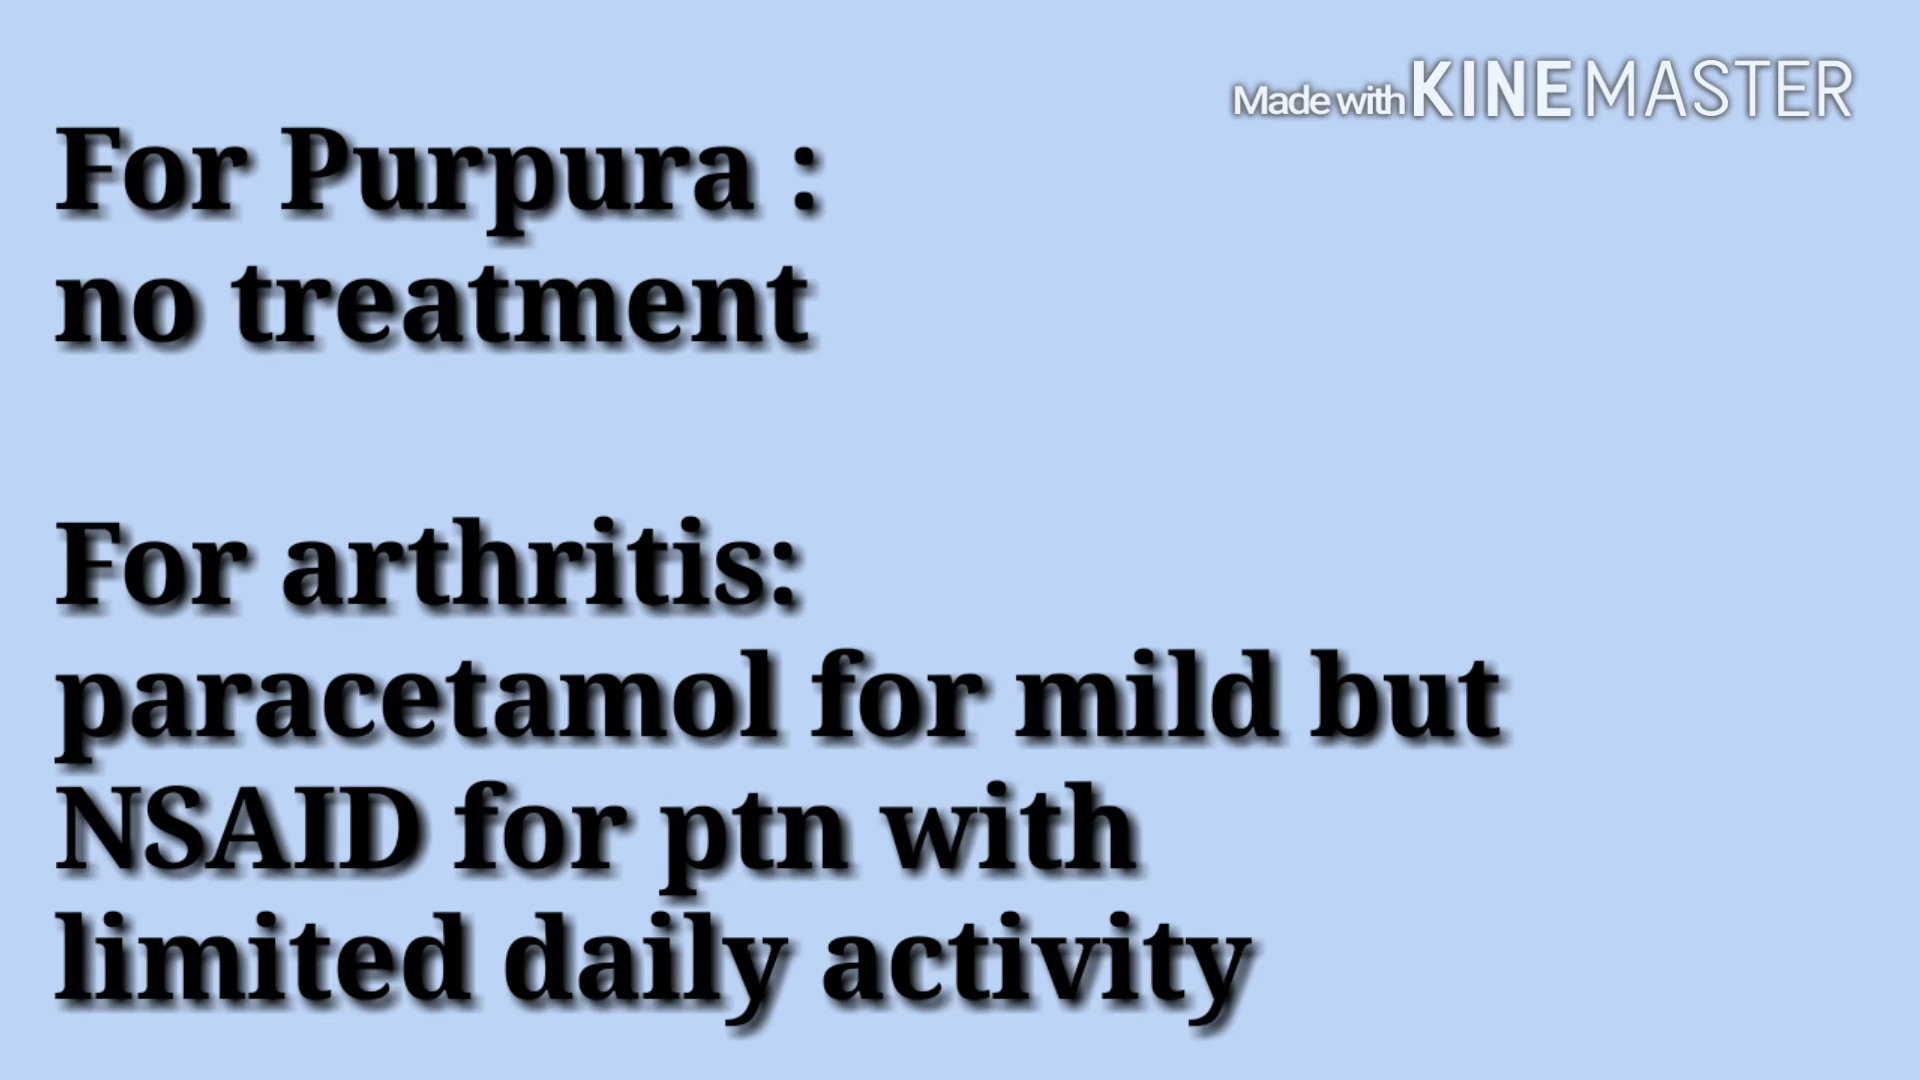 Made with KINEMASTER
For Purpura :
no treatment
For arthritis:
paracetamol for mild but
NSAID for ptn with
limited daily activity